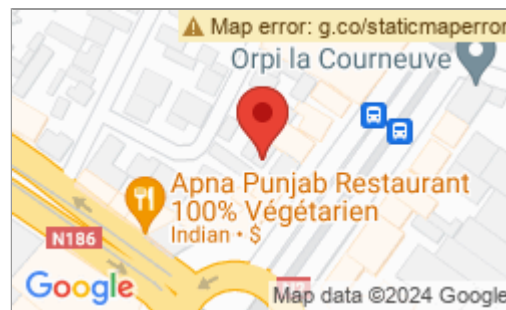 Map error: g.co/staticmaperror
Orpi la Courneuve
Apna Punjab Restaurant
100% Végétarien
Indian • $
N186
Google
Map data ©2024 Google